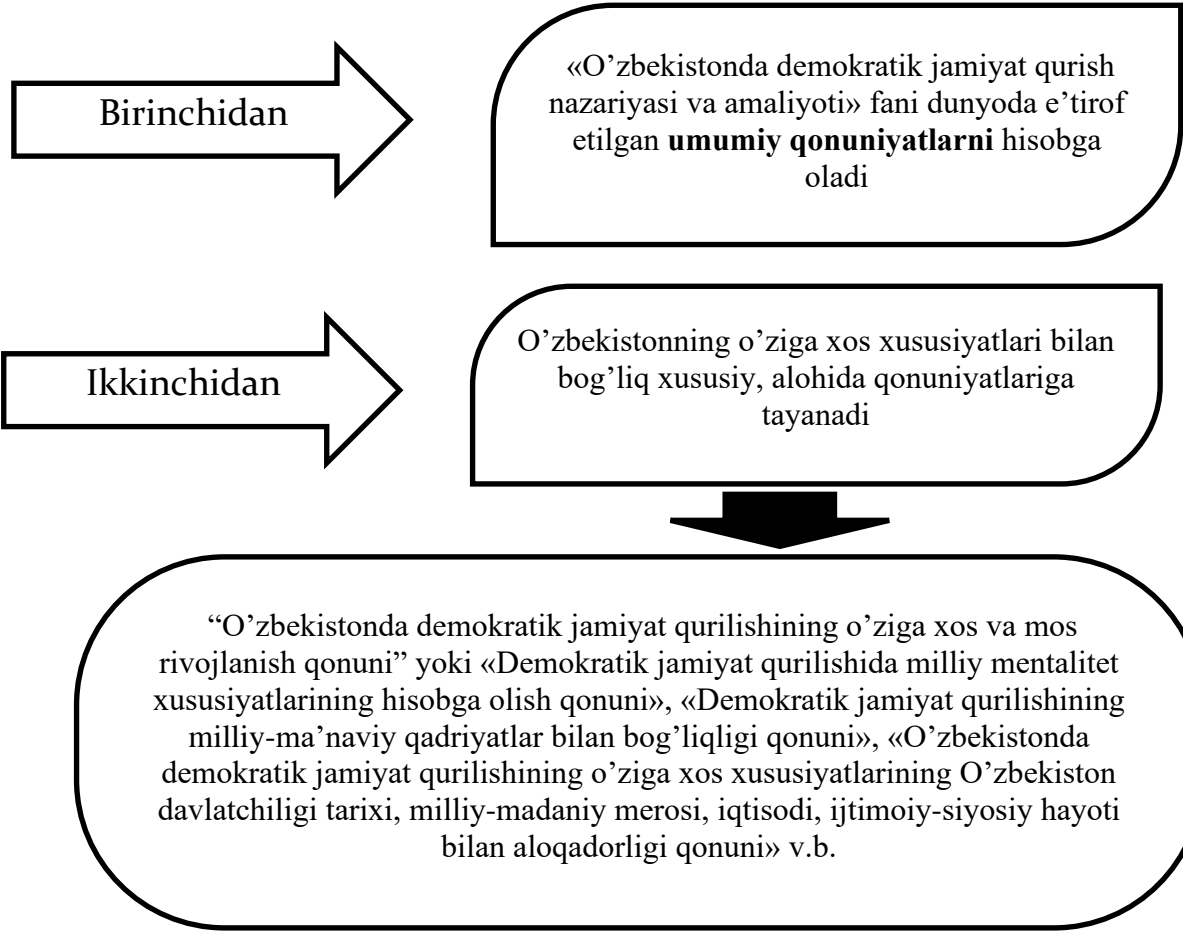 Birinchidan
«O’zbekistonda demokratik jamiyat qurish
nazariyasi va amaliyoti» fani dunyoda e’tirof
etilgan umumiy qonuniyatlarni hisobga
oladi
Ikkinchidan
O’zbekistonning o’ziga xos xususiyatlari bilan
bog’liq xususiy, alohida qonuniyatlariga
tayanadi
“O’zbekistonda demokratik jamiyat qurilishining o’ziga xos va mos
rivojlanish qonuni” yoki «Demokratik jamiyat qurilishida milliy mentalitet
xususiyatlarining hisobga olish qonuni», «Demokratik jamiyat qurilishining
milliy-ma’naviy qadriyatlar bilan bog’liqligi qonuni», «O’zbekistonda
demokratik jamiyat qurilishining o’ziga xos xususiyatlarining O’zbekiston
davlatchiligi tarixi, milliy-madaniy merosi, iqtisodi, ijtimoiy-siyosiy hayoti
bilan aloqadorligi qonuni» v.b.